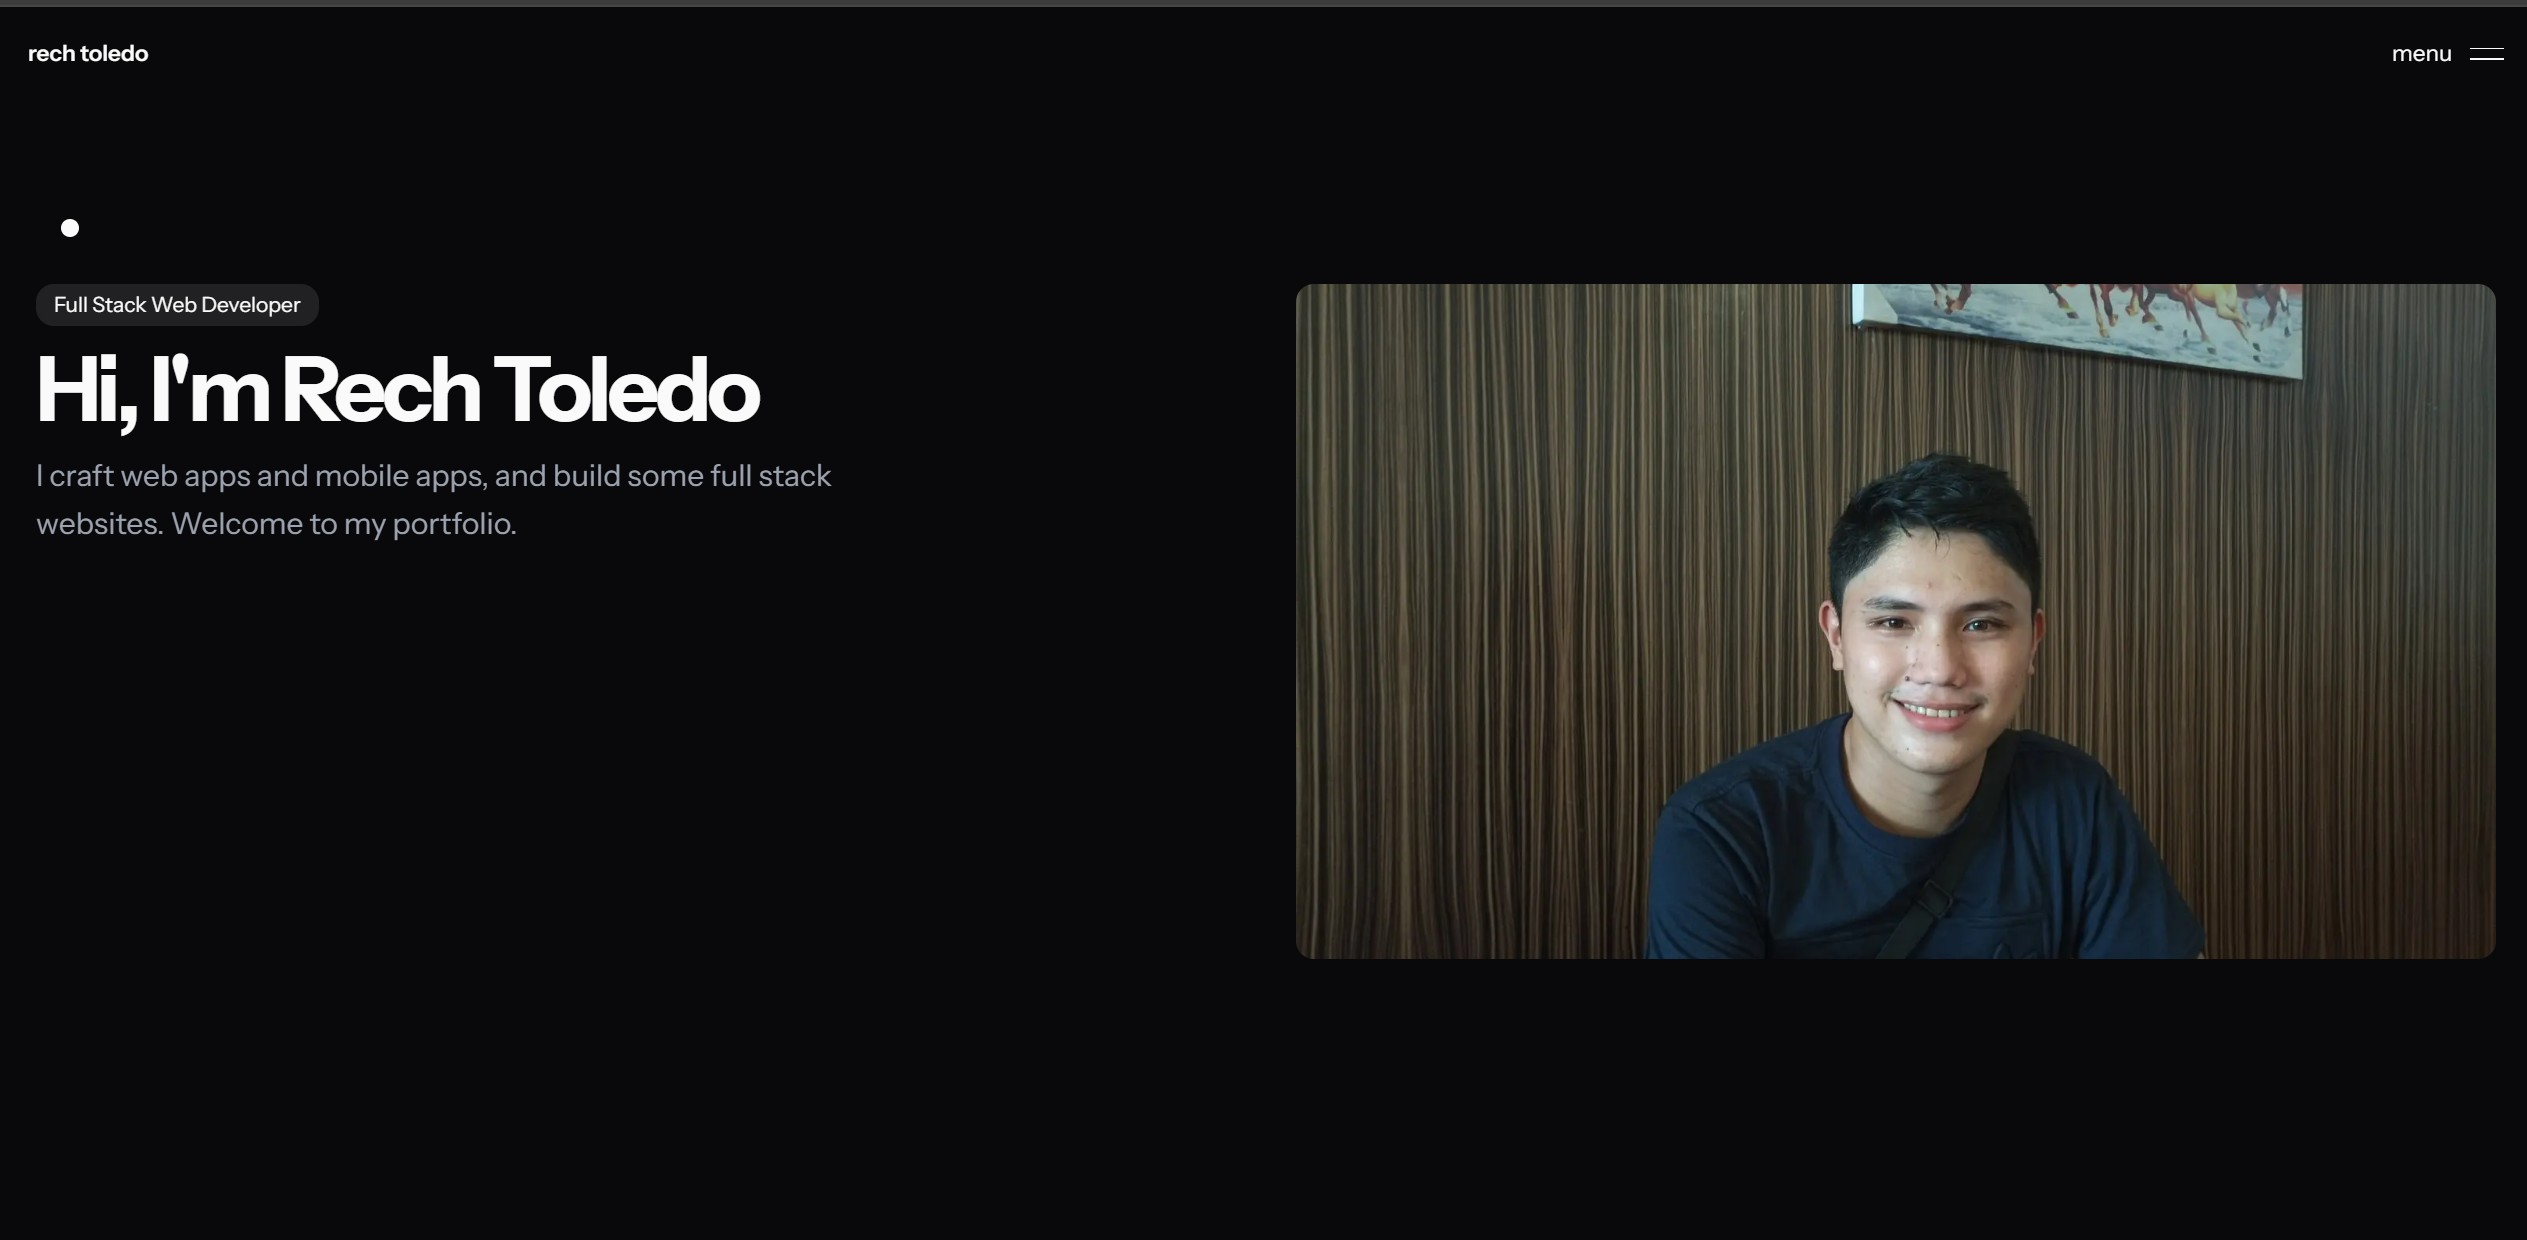 rech toledo
menu
Full Stack Web Developer
Hi, I'm Rech Toledo
I craft web apps and mobile apps, and build some full stack
websites. Welcome to my portfolio.